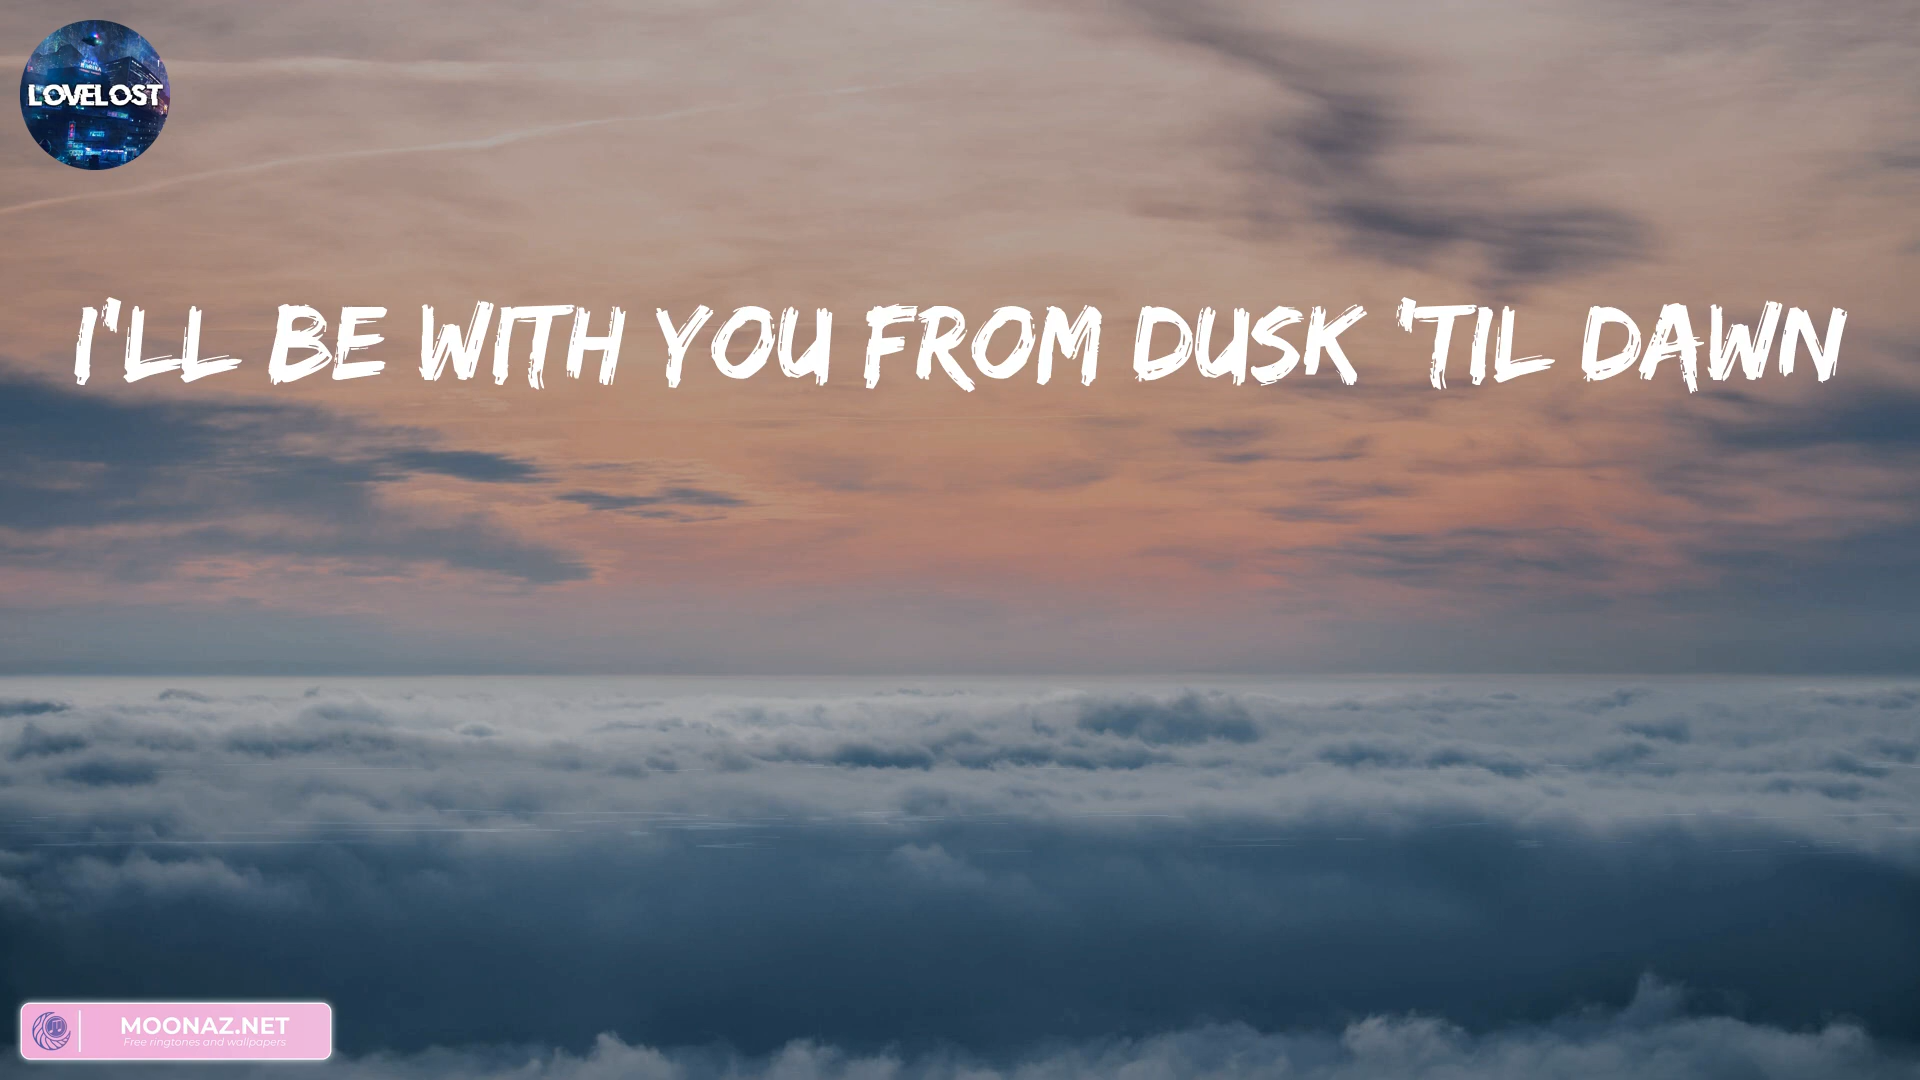 LOVELOST
I'LL BE WITH YOU FROM DUSK 'TIL DAWN
MOONAZ.NET
Free ringtones and wallpapers